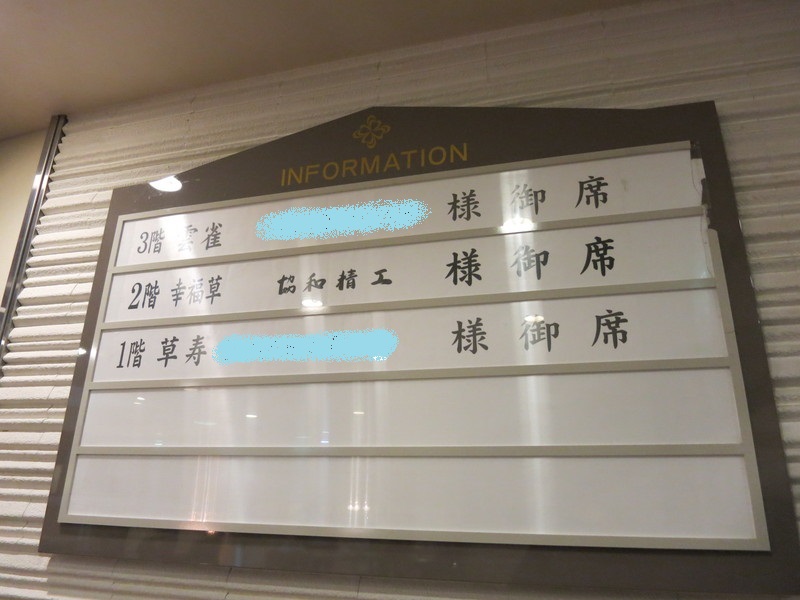 INFORMATION
3階 雲雀 様 御 席
2階 幸福草 協和精工 様 御 席
1階 草寿 様 御 席